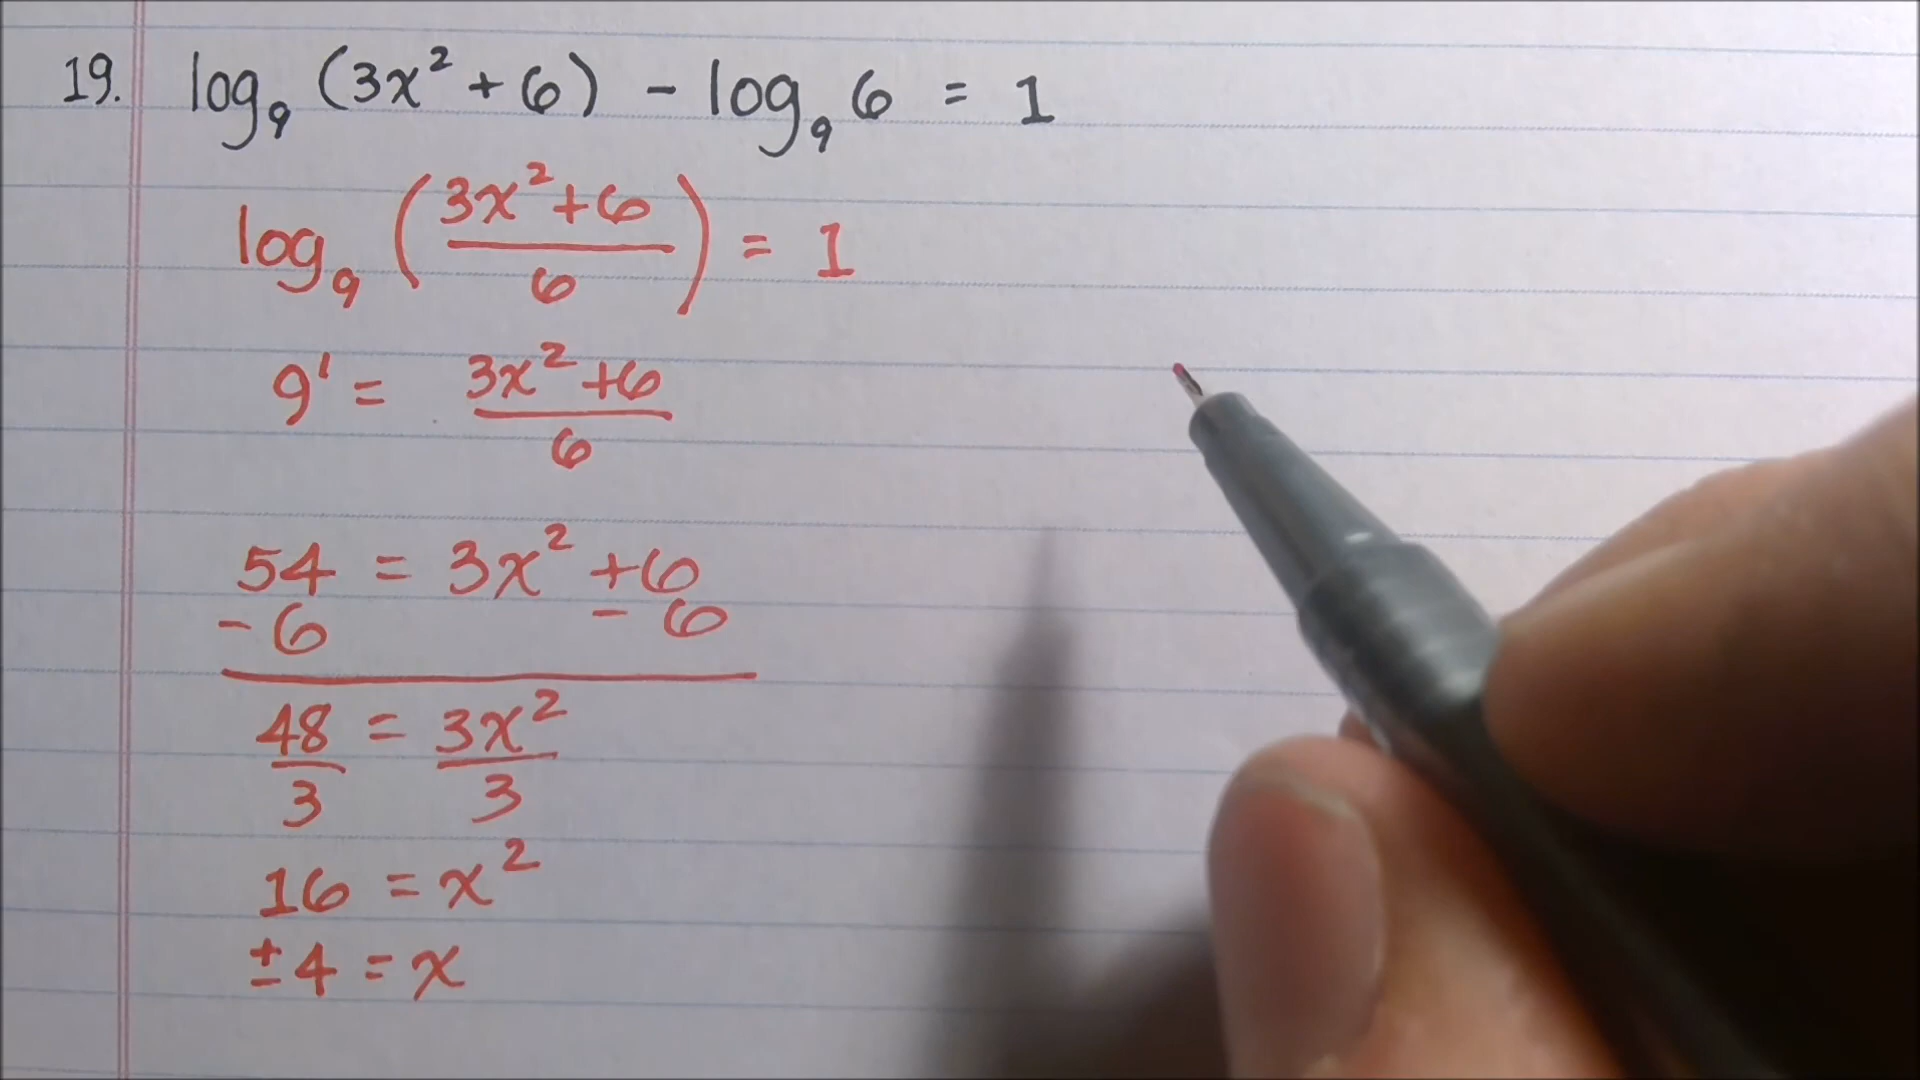 19. log₉ (3x² + 6) - log₉ 6 = 1
log₉ ( 3x² + 6 / 6 ) = 1
9¹ = 3x² + 6 / 6
54 = 3x² + 6
- 6 - 6
48 / 3 = 3x² / 3
16 = x²
± 4 = x